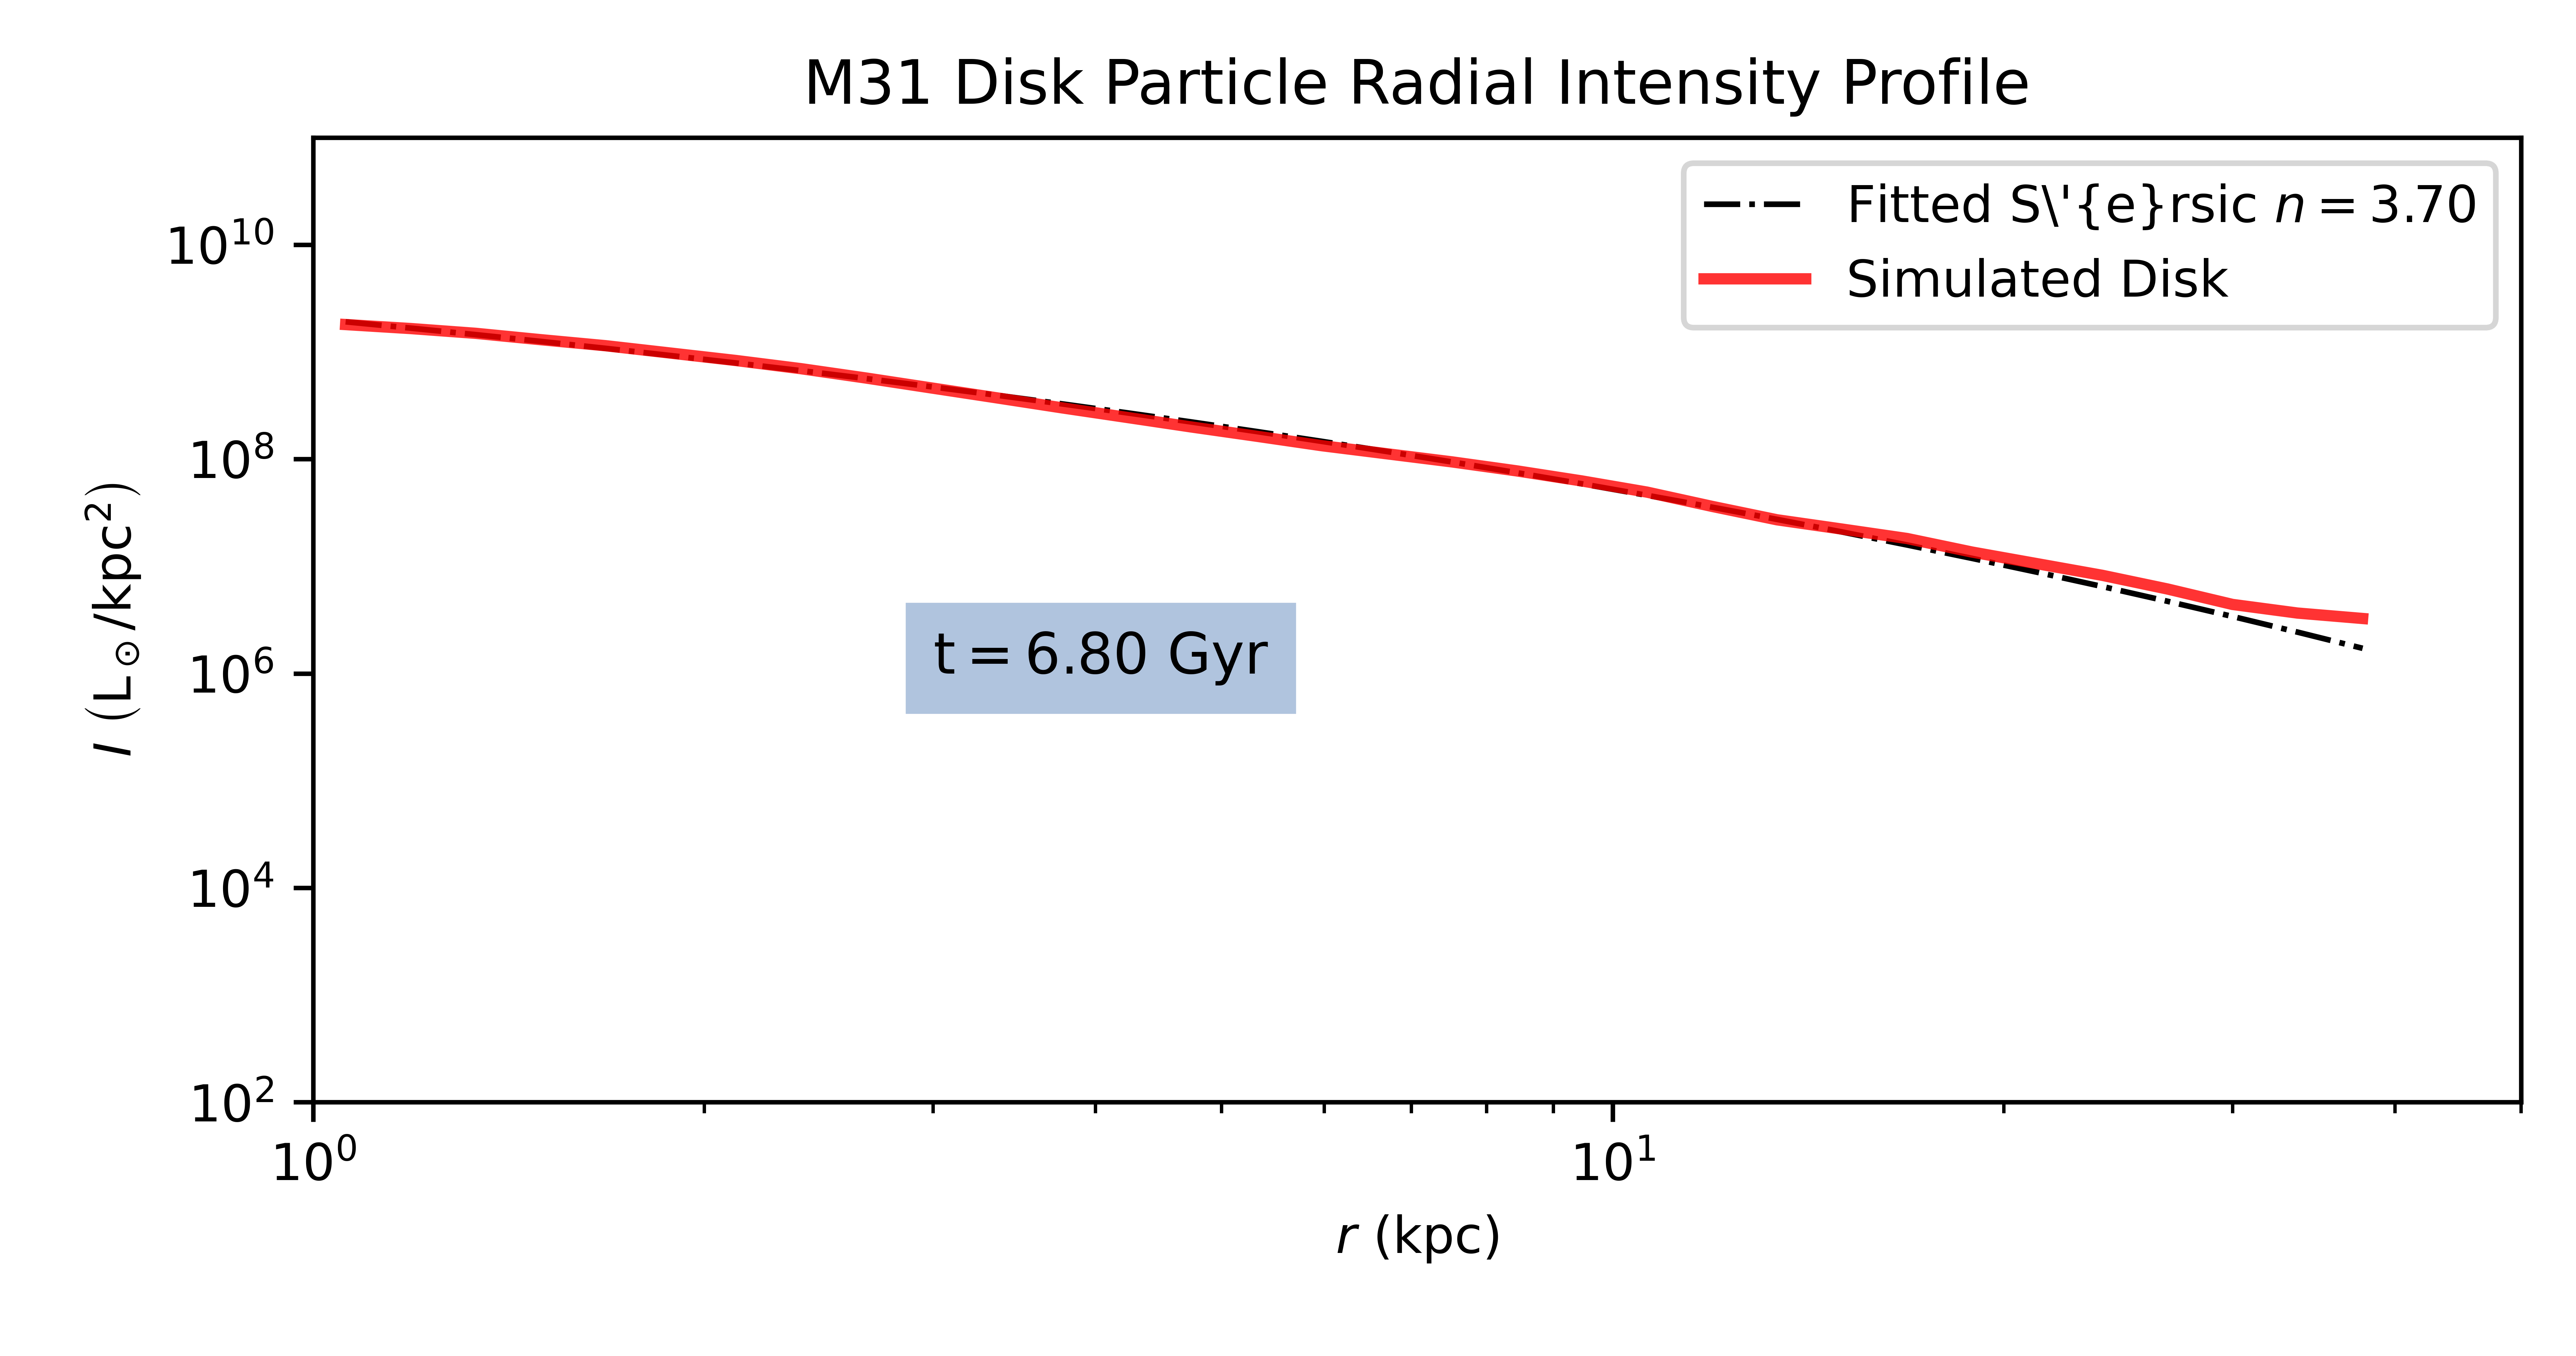 M31 Disk Particle Radial Intensity Profile
Fitted S\'{e}rsic n = 3.70
Simulated Disk
10¹⁰
10⁸
10⁶
10⁴
10²
I (L⊙/kpc²)
t = 6.80 Gyr
10⁰
10¹
r (kpc)